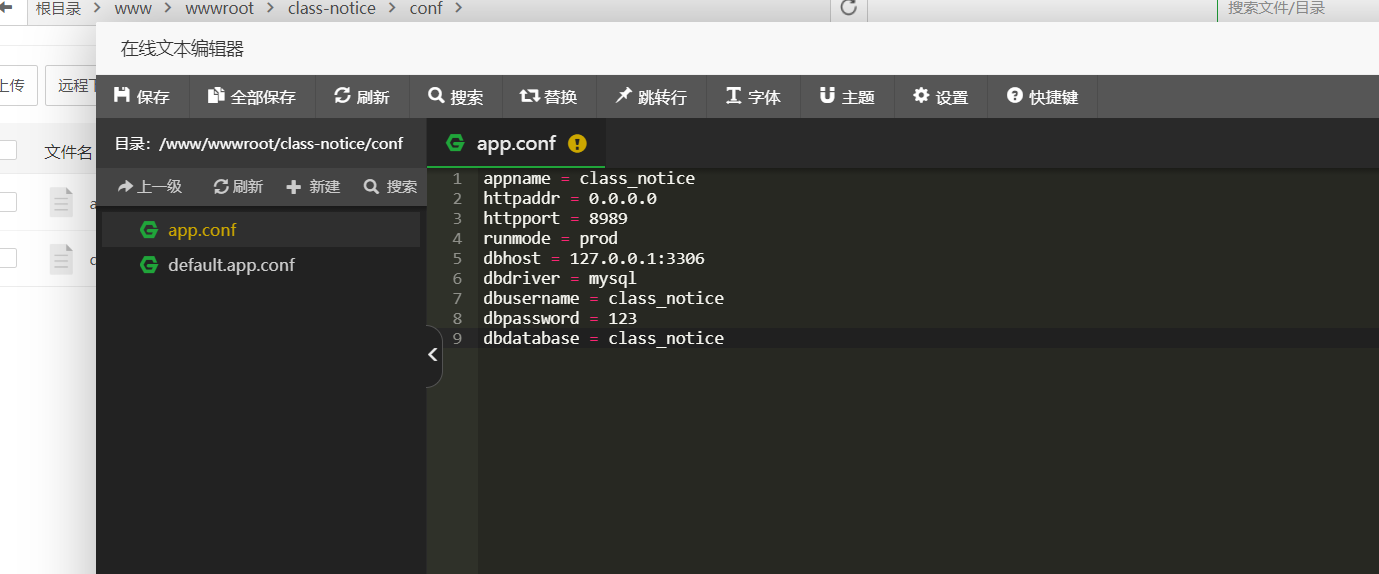 根目录 > www > wwwroot > class-notice > conf >
搜索文件/目录
在线文本编辑器
上传
远程下
保存 全部保存 刷新 搜索 替换 跳转行 字体 主题 设置 快捷键
文件名
目录: /www/wwwroot/class-notice/conf
上一级 刷新 新建 搜索
app.conf
default.app.conf
app.conf
1 appname = class_notice
2 httpaddr = 0.0.0.0
3 httpport = 8989
4 runmode = prod
5 dbhost = 127.0.0.1:3306
6 dbdriver = mysql
7 dbusername = class_notice
8 dbpassword = 123
9 dbdatabase = class_notice